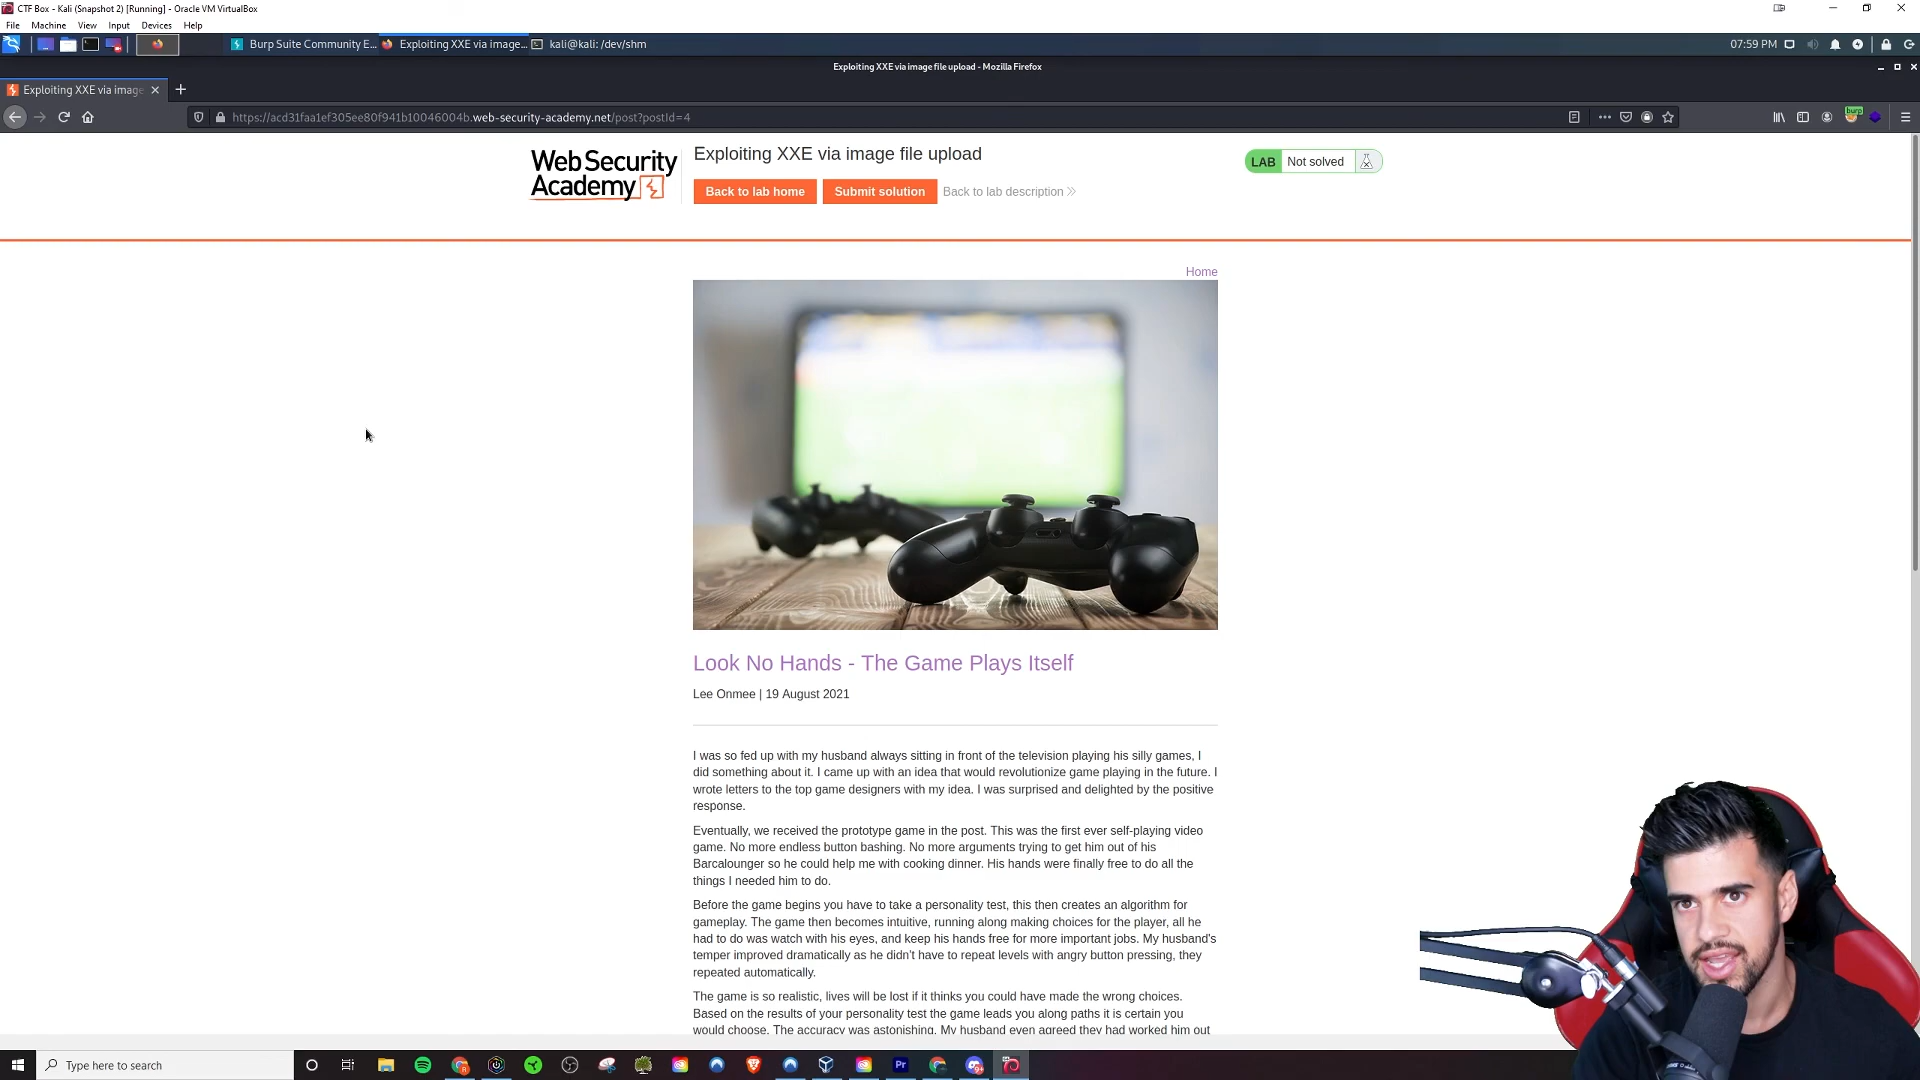 CTF Box - Kali (Snapshot 2) [Running] - Oracle VM VirtualBox
File Machine View Input Devices Help
Burp Suite Community E... Exploiting XXE via image... kali@kali: /dev/shm 07:59 PM
Exploiting XXE via image file upload - Mozilla Firefox
Exploiting XXE via image
https://acd31faa1ef305ee80f941b10046004b.web-security-academy.net/post?postId=4
burp
Web Security
Academy
Exploiting XXE via image file upload
LAB Not solved
Back to lab home Submit solution Back to lab description
Home
Look No Hands - The Game Plays Itself
Lee Onmee | 19 August 2021
I was so fed up with my husband always sitting in front of the television playing his silly games, I
did something about it. I came up with an idea that would revolutionize game playing in the future. I
wrote letters to the top game designers with my idea. I was surprised and delighted by the positive
response.
Eventually, we received the prototype game in the post. This was the first ever self-playing video
game. No more endless button bashing. No more arguments trying to get him out of his
Barcalounger so he could help me with cooking dinner. His hands were finally free to do all the
things I needed him to do.
Before the game begins you have to take a personality test, this then creates an algorithm for
gameplay. The game then becomes intuitive, running along making choices for the player, all he
had to do was watch with his eyes, and keep his hands free for more important jobs. My husband's
temper improved dramatically as he didn't have to repeat levels with angry button pressing, they
repeated automatically.
The game is so realistic, lives will be lost if it thinks you could have made the wrong choices.
Based on the results of your personality test the game leads you along paths it is certain you
would choose. The accuracy was astonishing. My husband even agreed they had worked him out
Type here to search
Pr